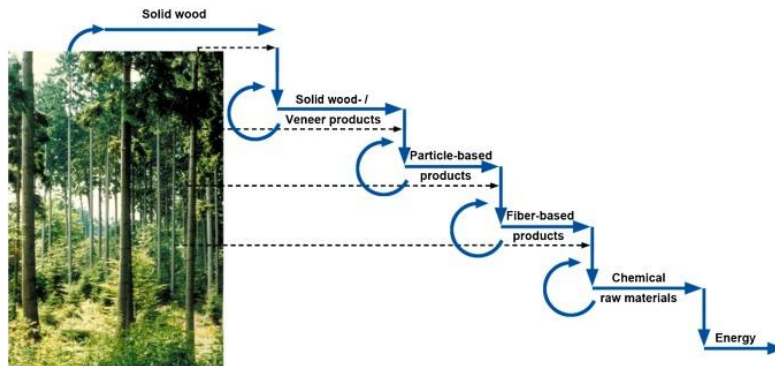 Solid wood
Solid wood- /
Veneer products
Particle-based
products
Fiber-based
products
Chemical
raw materials
Energy